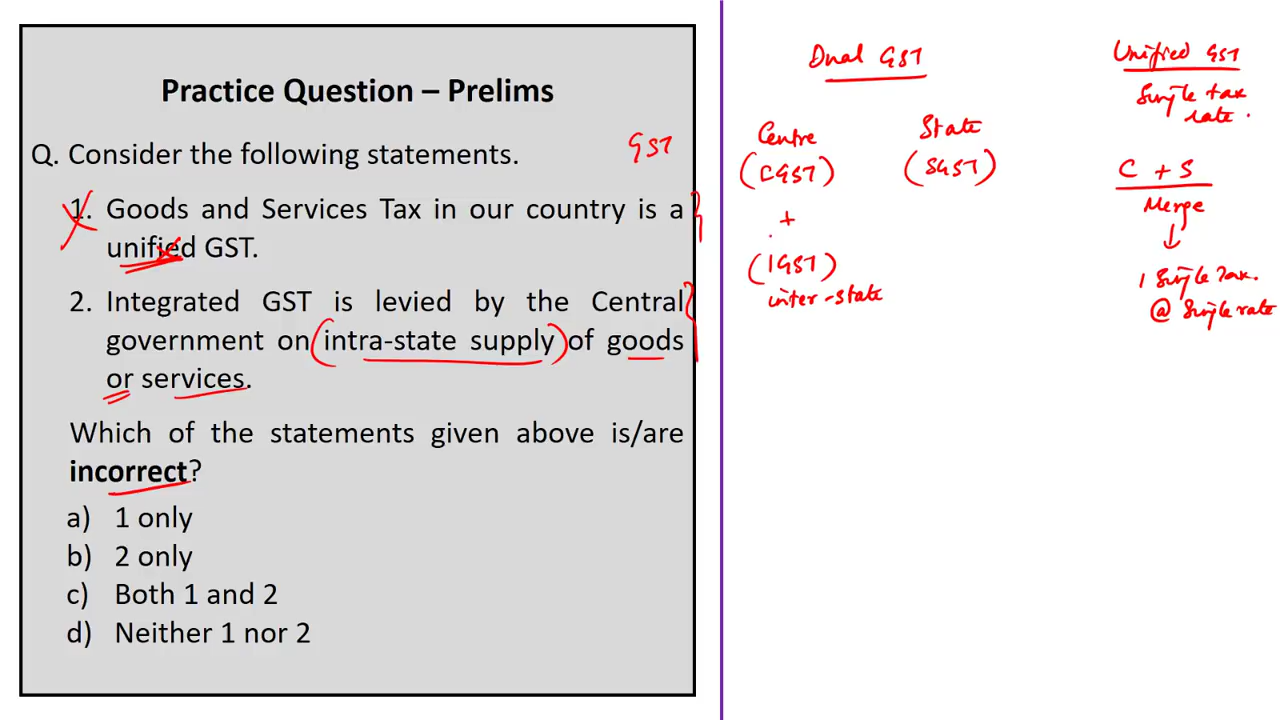 Practice Question – Prelims
Q. Consider the following statements.
GST
1. Goods and Services Tax in our country is a
unified GST.
2. Integrated GST is levied by the Central
government on intra-state supply of goods
or services.
Which of the statements given above is/are
incorrect?
a) 1 only
b) 2 only
c) Both 1 and 2
d) Neither 1 nor 2
Dual GST
Centre
(CGST)
+
(IGST)
inter-state
State
(SGST)
Unified GST
Single tax
rate.
C + S
Merge
1 Single Tax.
@ Single rate